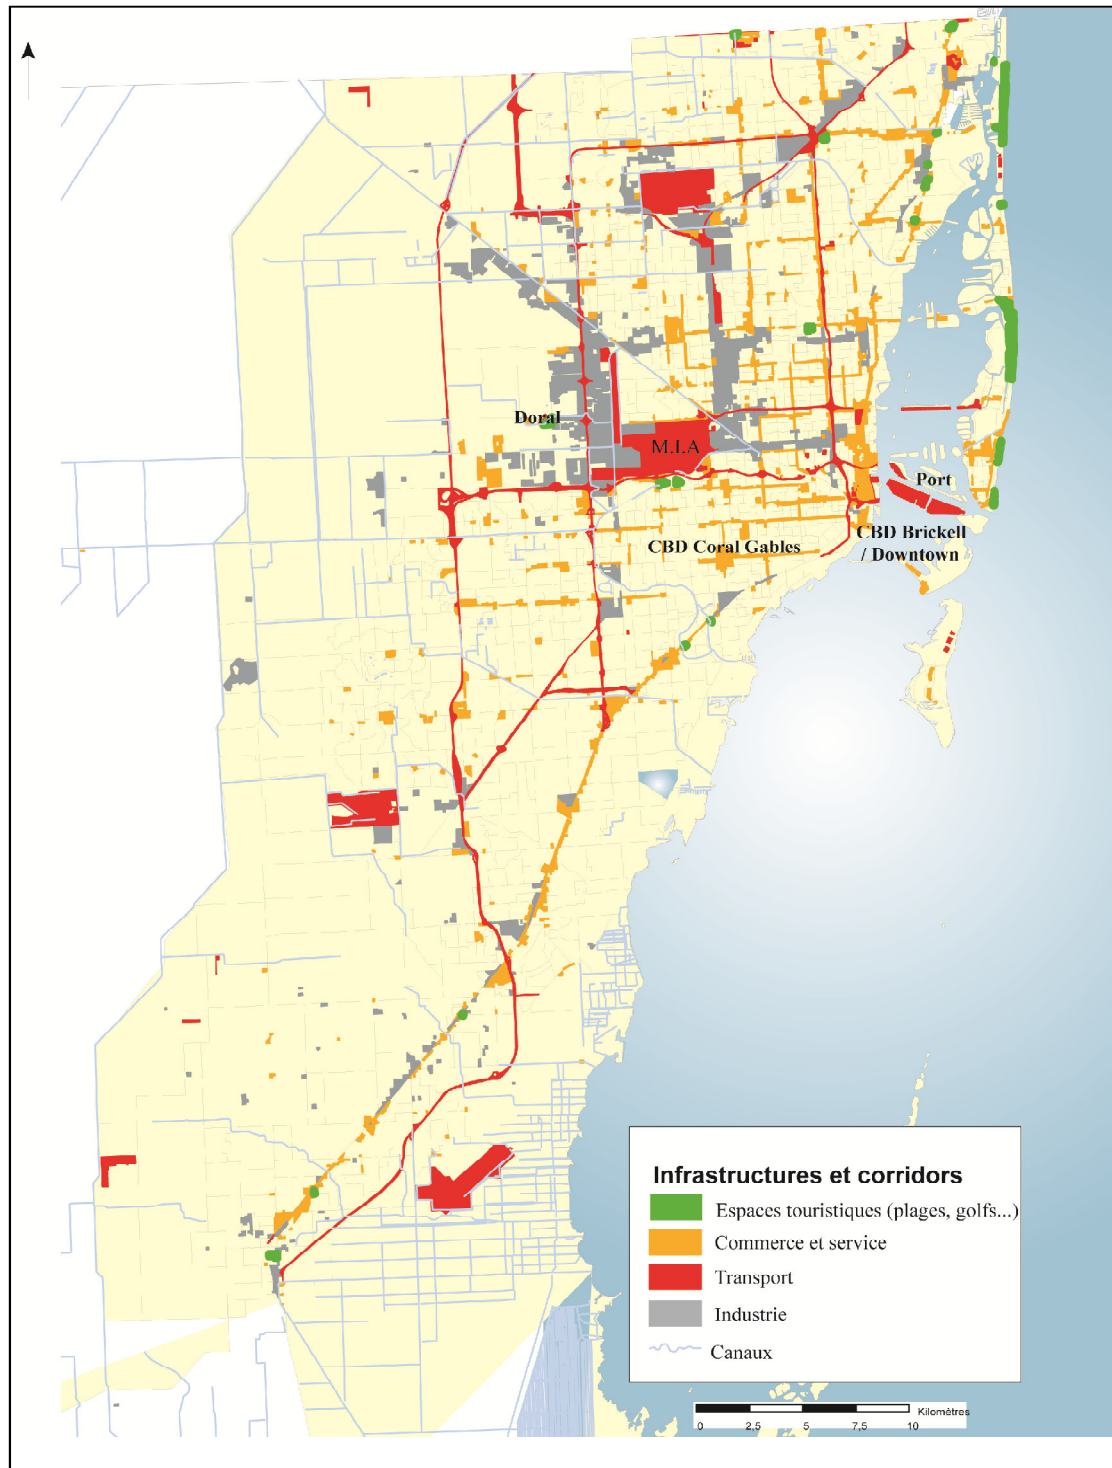 Doral
M.I.A
Port
CBD Brickell
/ Downtown
CBD Coral Gables
Infrastructures et corridors
Espaces touristiques (plages, golfs...)
Commerce et service
Transport
Industrie
Canaux
Kilomètres
0 2,5 5 7,5 10